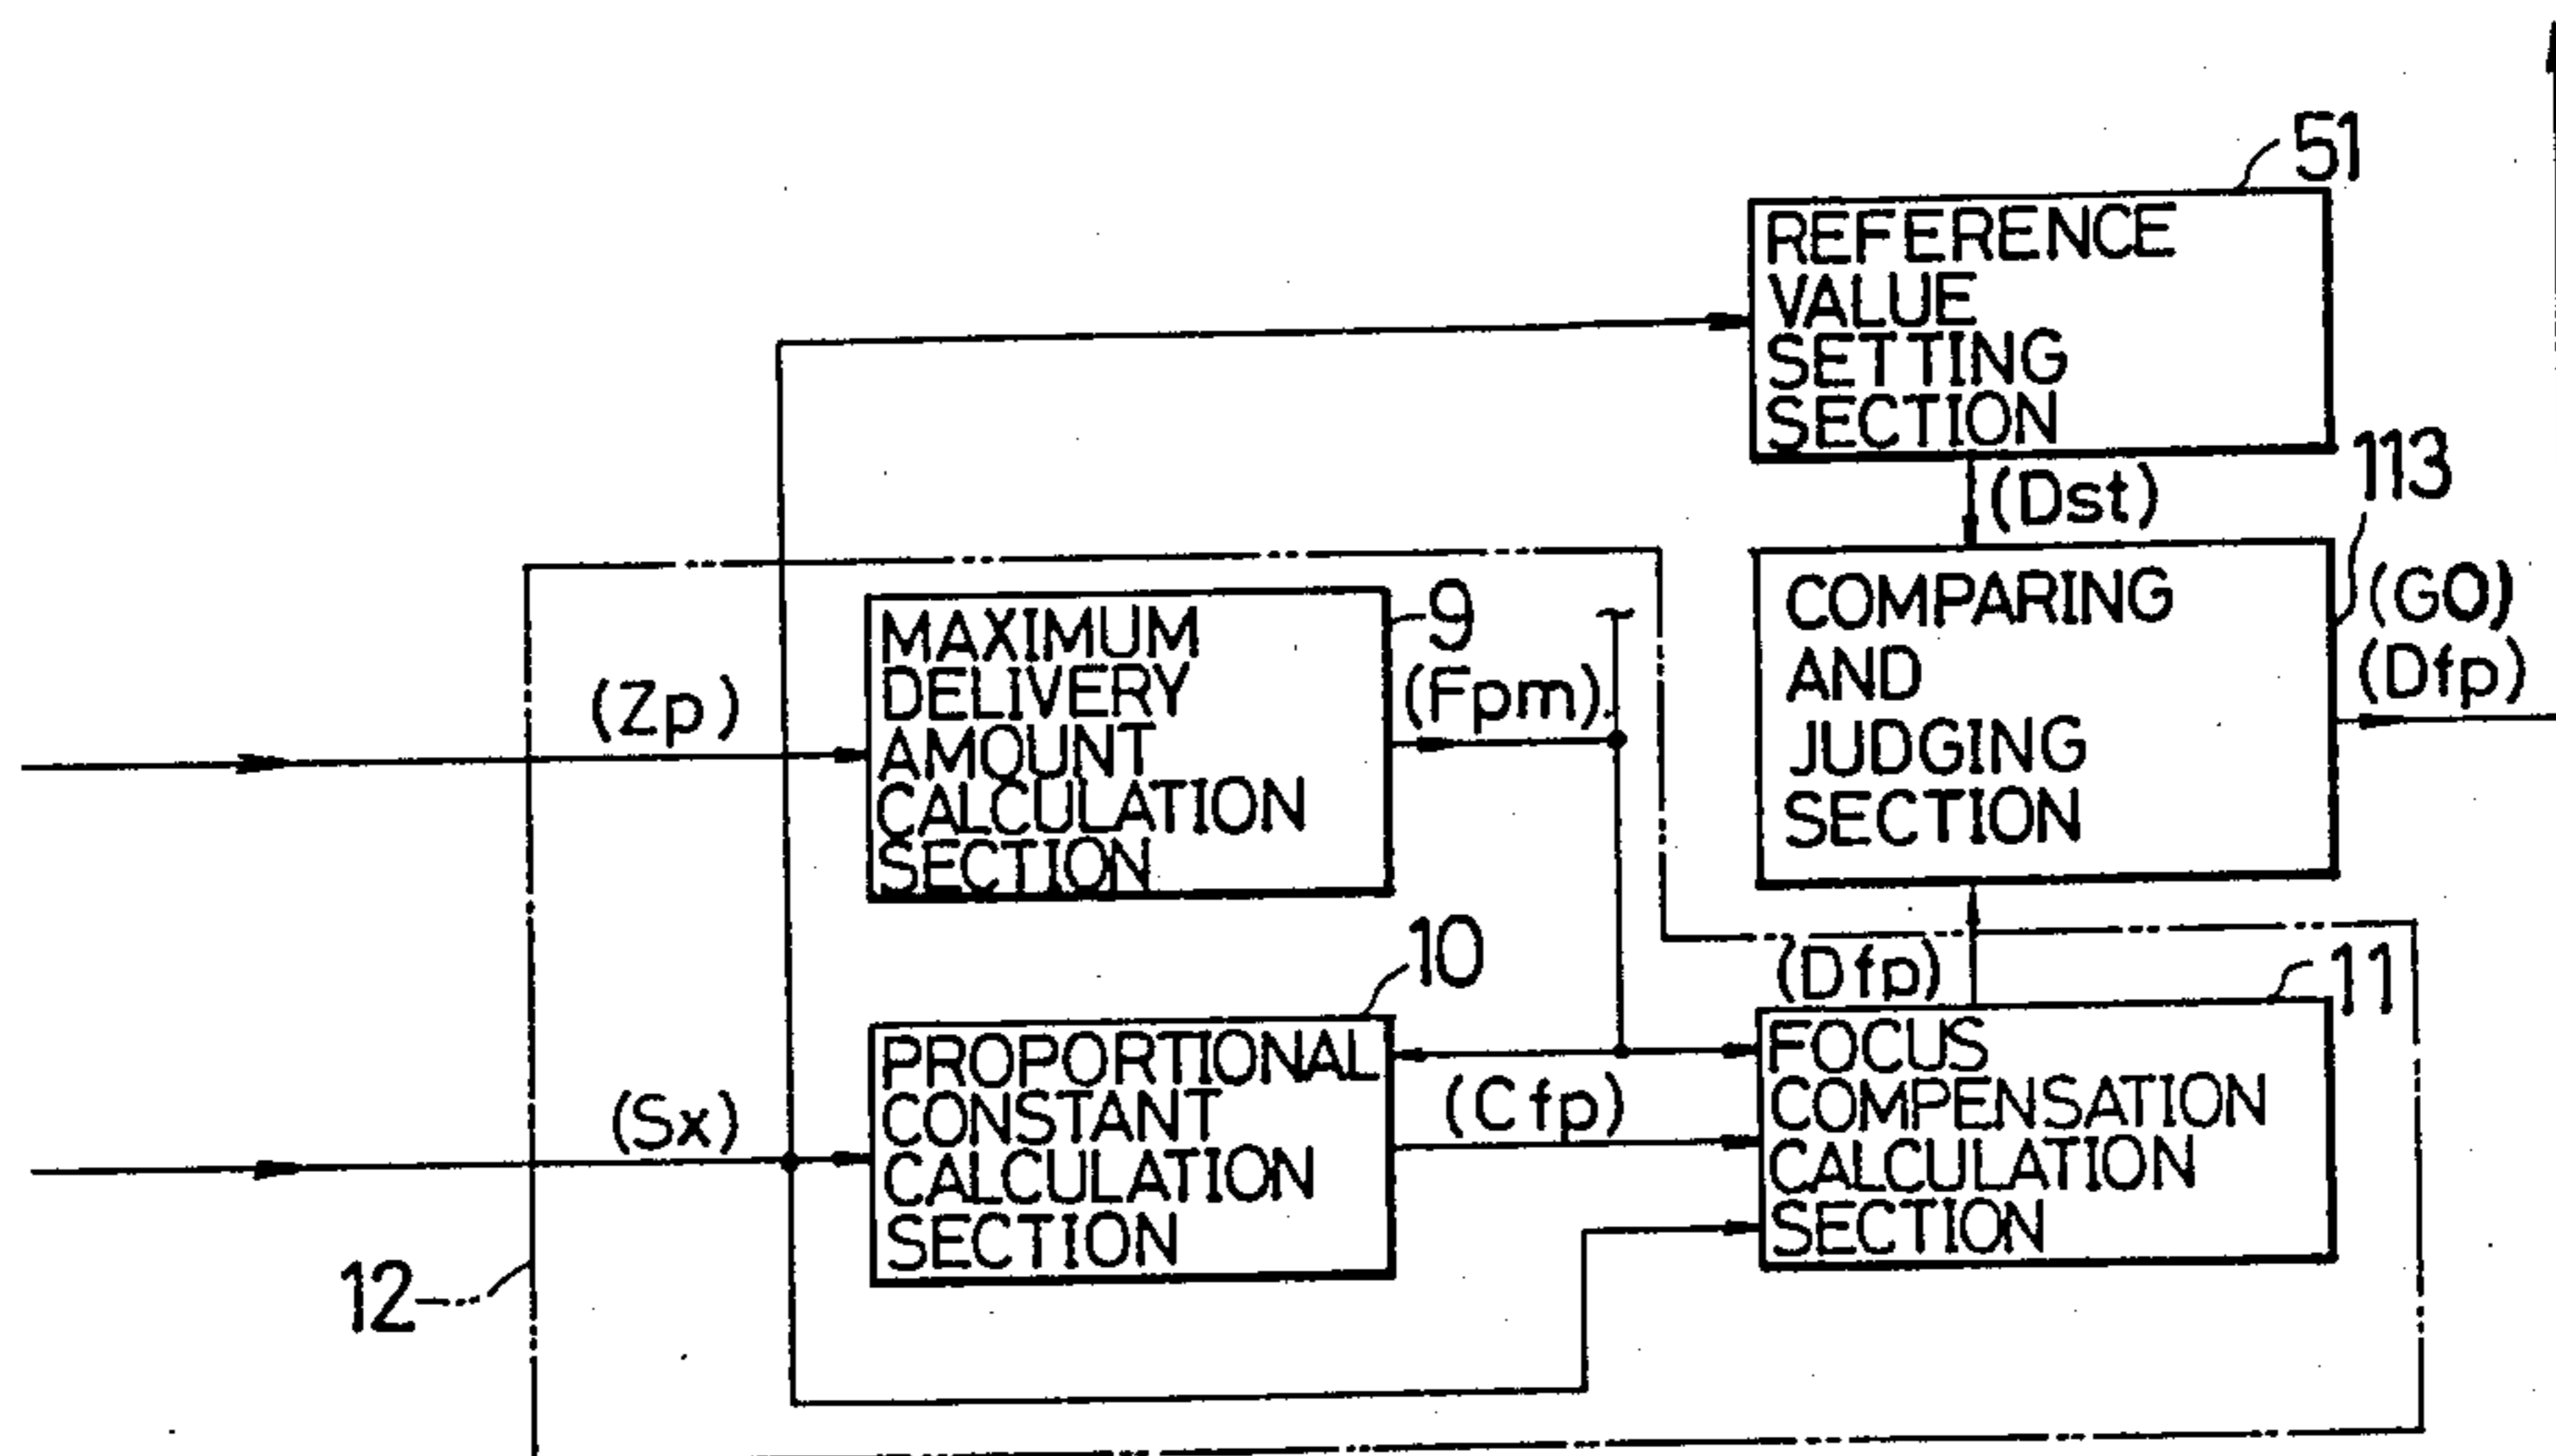 51
REFERENCE
VALUE
SETTING
SECTION
(Dst)
113
COMPARING
AND
JUDGING
SECTION
(GO)
(Dfp)
9
MAXIMUM
DELIVERY
AMOUNT
CALCULATION
SECTION
(Zp)
(Fpm)
10
PROPORTIONAL
CONSTANT
CALCULATION
SECTION
(Sx)
(Cfp)
(Dfp)
11
FOCUS
COMPENSATION
CALCULATION
SECTION
12